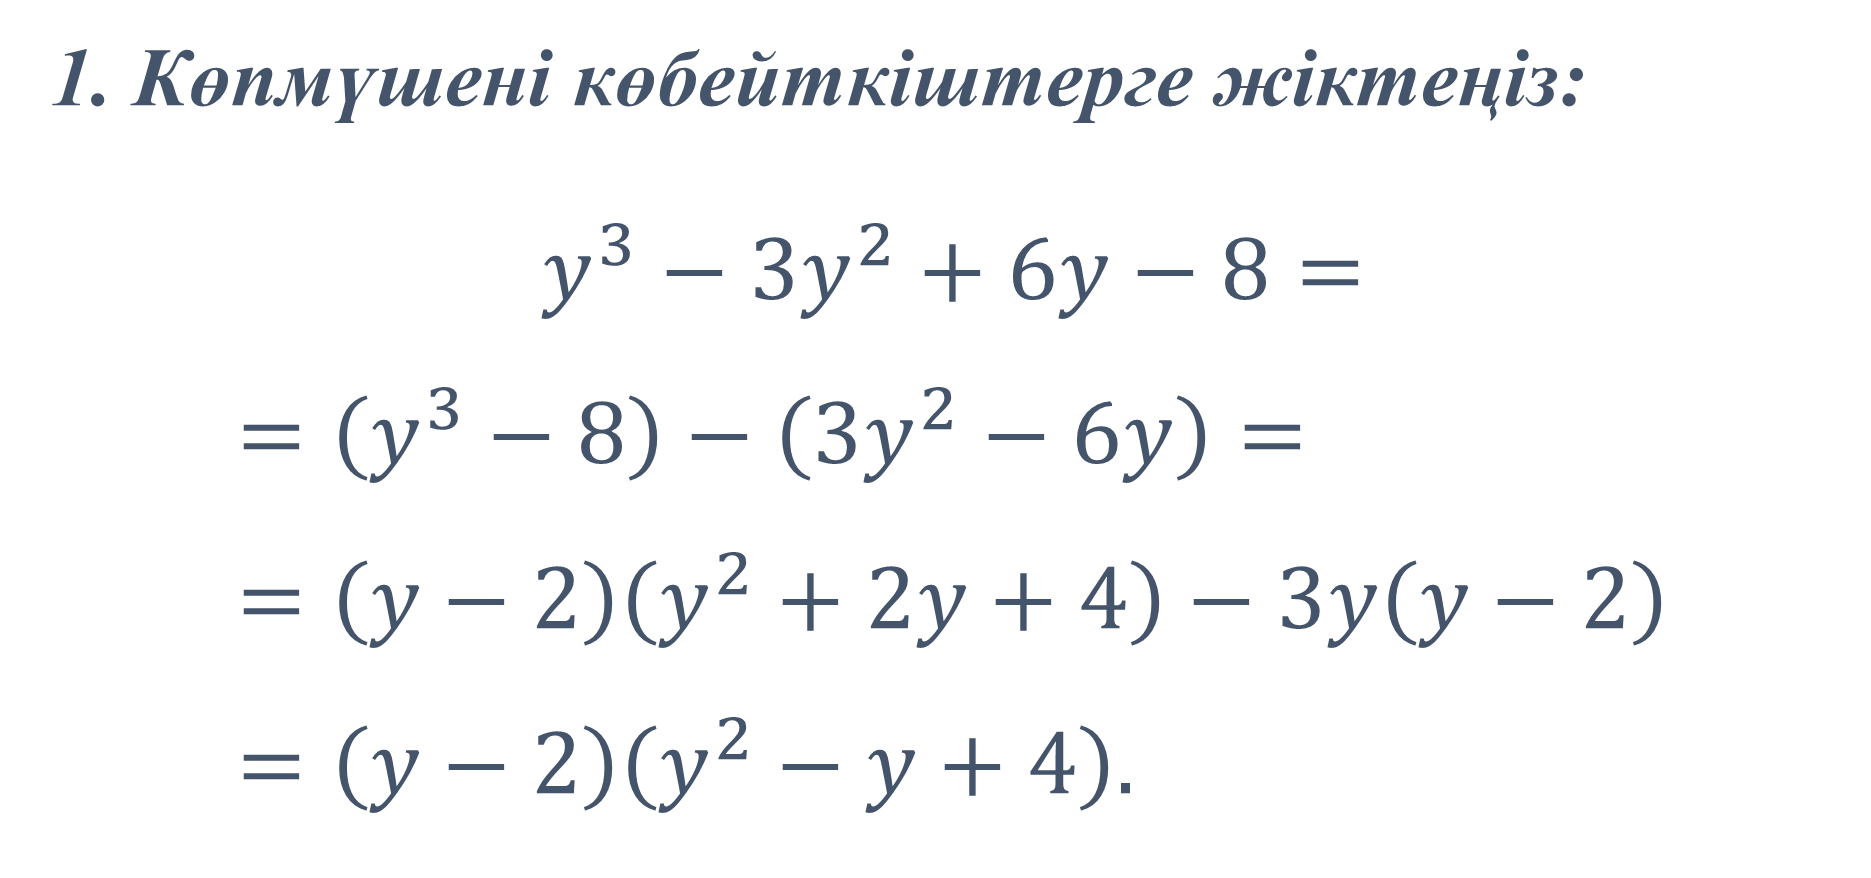 1. Көпмүшені көбейткіштерге жіктеңіз:
y³ − 3y² + 6y − 8 =
= (y³ − 8) − (3y² − 6y) =
= (y − 2)(y² + 2y + 4) − 3y(y − 2)
= (y − 2)(y² − y + 4).